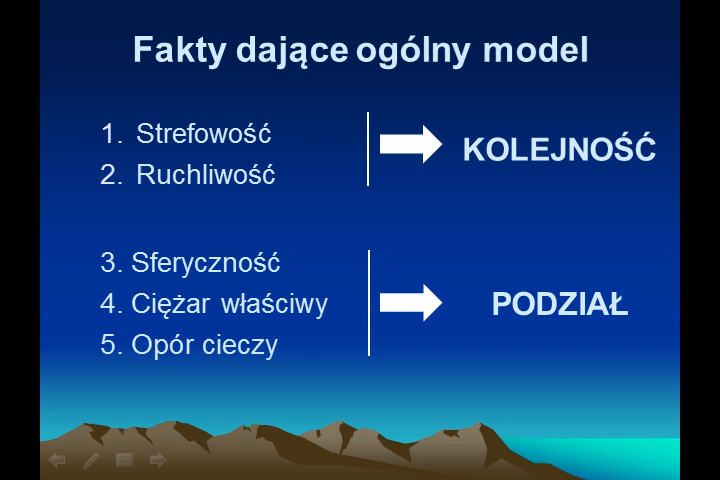 Fakty dające ogólny model
1. Strefowość
2. Ruchliwość
KOLEJNOŚĆ
3. Sferyczność
4. Ciężar właściwy
5. Opór cieczy
PODZIAŁ